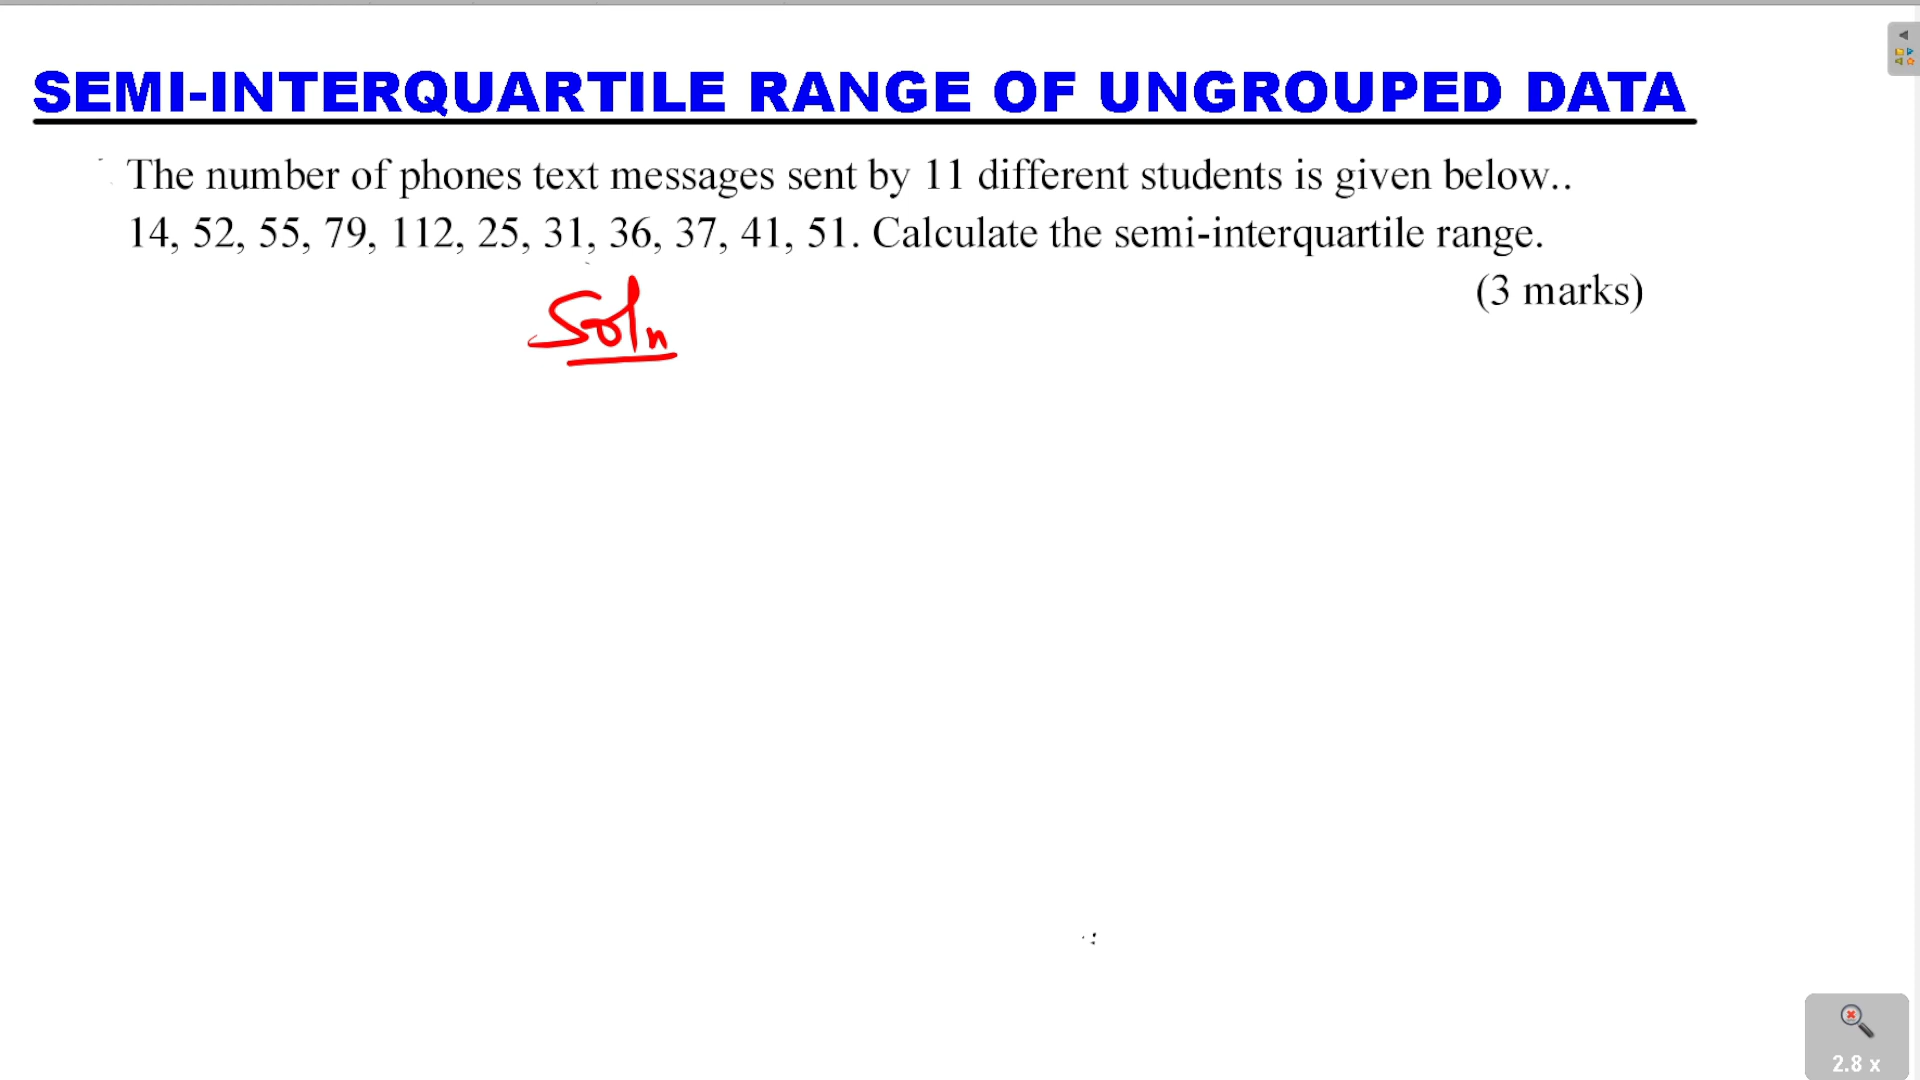 SEMI-INTERQUARTILE RANGE OF UNGROUPED DATA
The number of phones text messages sent by 11 different students is given below..
14, 52, 55, 79, 112, 25, 31, 36, 37, 41, 51. Calculate the semi-interquartile range.
(3 marks)
Soln
2.8 x